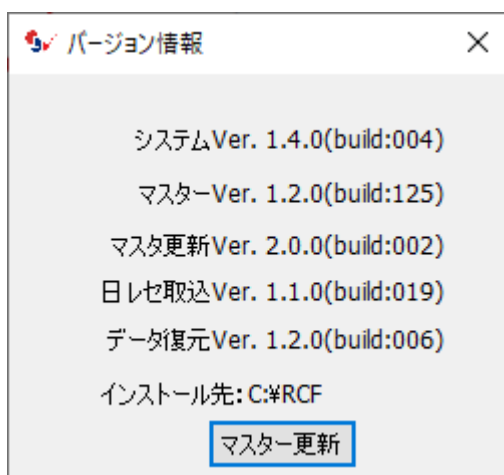 バージョン情報
システムVer. 1.4.0(build:004)
マスターVer. 1.2.0(build:125)
マスタ更新Ver. 2.0.0(build:002)
日レセ取込Ver. 1.1.0(build:019)
データ復元Ver. 1.2.0(build:006)
インストール先: C:¥RCF
マスター更新